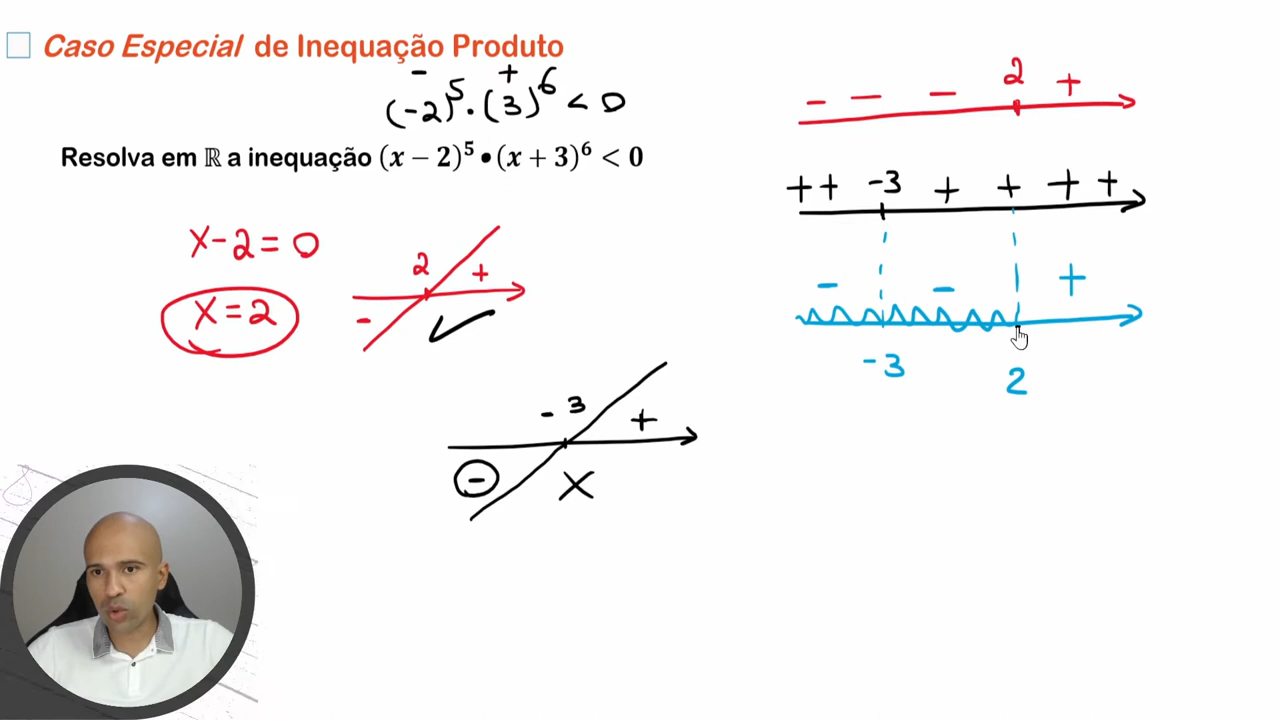 Caso Especial de Inequação Produto
- +
(-2)⁵ · (3)⁶ < 0
Resolva em ℝ a inequação (x − 2)⁵ • (x + 3)⁶ < 0
x-2=0
x=2
2
- +
-3
- +
x
- - - 2 +
++ -3 + + + +
- - +
-3 2